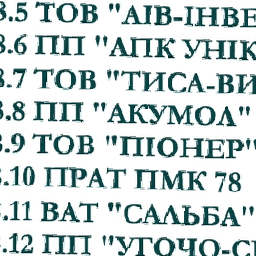 3.5 ТОВ "АІВ-ІНВЕ
3.6 ПП "АПК УНІК
3.7 ТОВ "ТИСА-ВИ
3.8 ПП "АКУМОЛ"
3.9 ТОВ "ПІОНЕР"
3.10 ПРАТ ПМК 78
3.11 ВАТ "САЛЬБА"
3.12 ПП "УГОЧО-СЕ